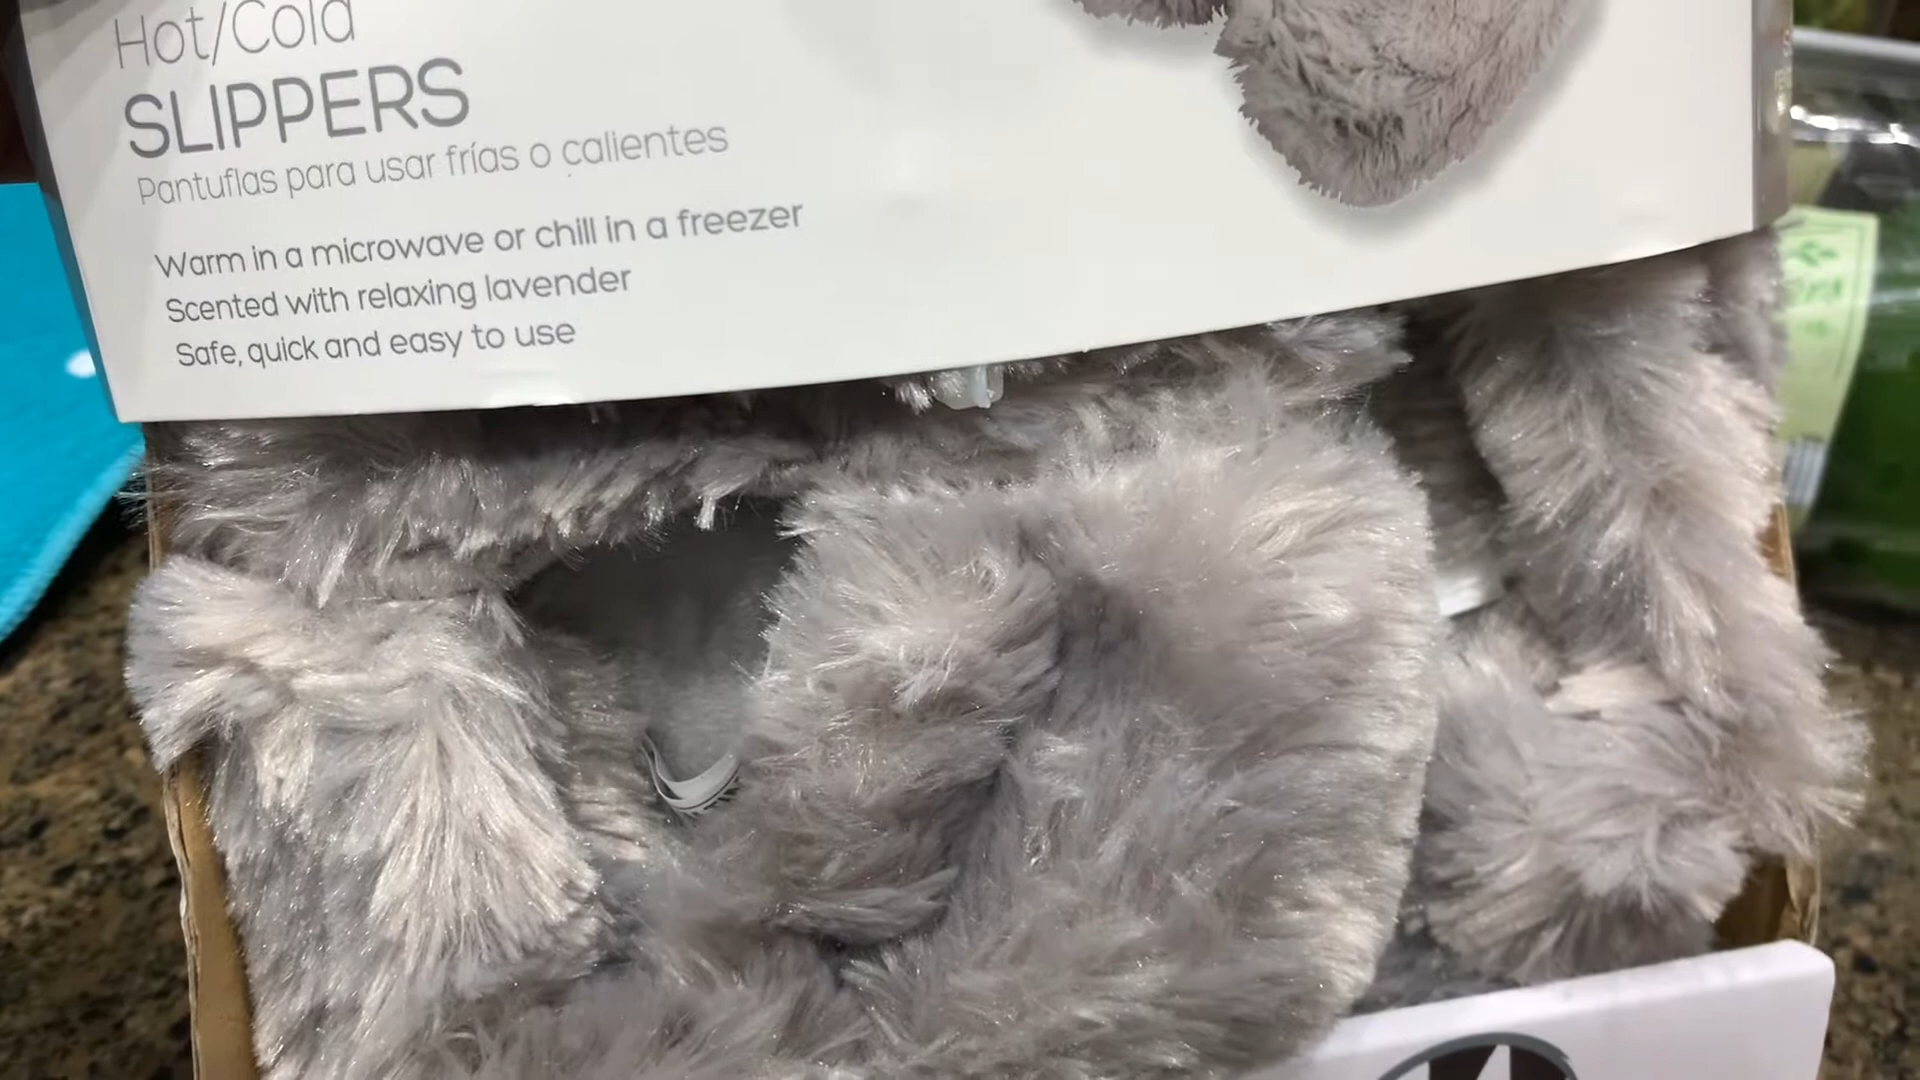 Hot/Cold
SLIPPERS
Pantuflas para usar frías o calientes
Warm in a microwave or chill in a freezer
Scented with relaxing lavender
Safe, quick and easy to use